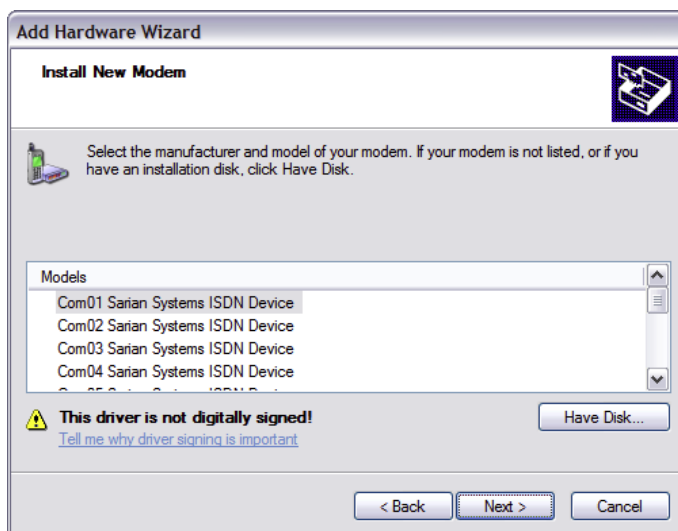 Add Hardware Wizard
Install New Modem
Select the manufacturer and model of your modem. If your modem is not listed, or if you
have an installation disk, click Have Disk.
Models
Com01 Sarian Systems ISDN Device
Com02 Sarian Systems ISDN Device
Com03 Sarian Systems ISDN Device
Com04 Sarian Systems ISDN Device
This driver is not digitally signed!
Have Disk...
Tell me why driver signing is important
< Back
Next >
Cancel